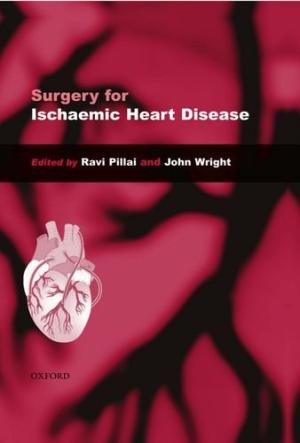 Surgery for
Ischaemic Heart Disease
Edited by Ravi Pillai and John Wright
OXFORD